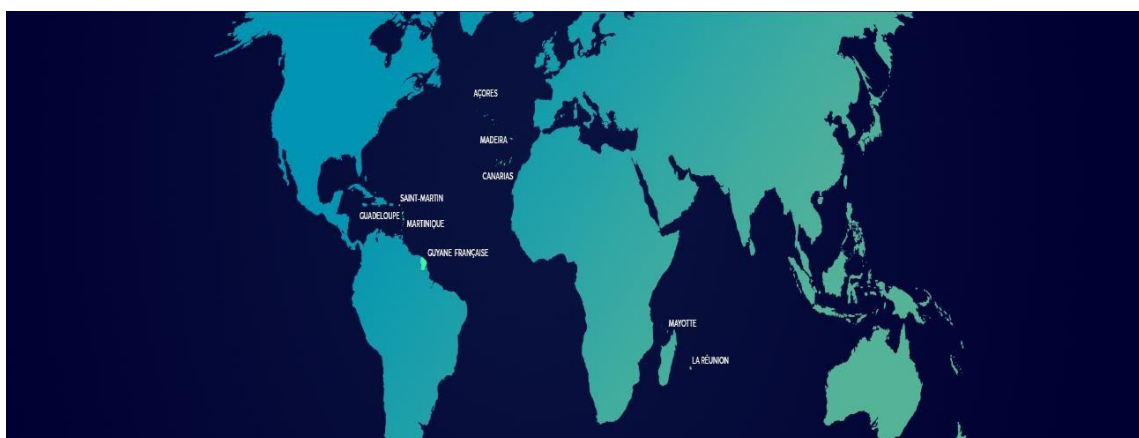 AÇORES
MADEIRA
CANARIAS
SAINT-MARTIN
GUADELOUPE
MARTINIQUE
GUYANE FRANÇAISE
MAYOTTE
LA RÉUNION